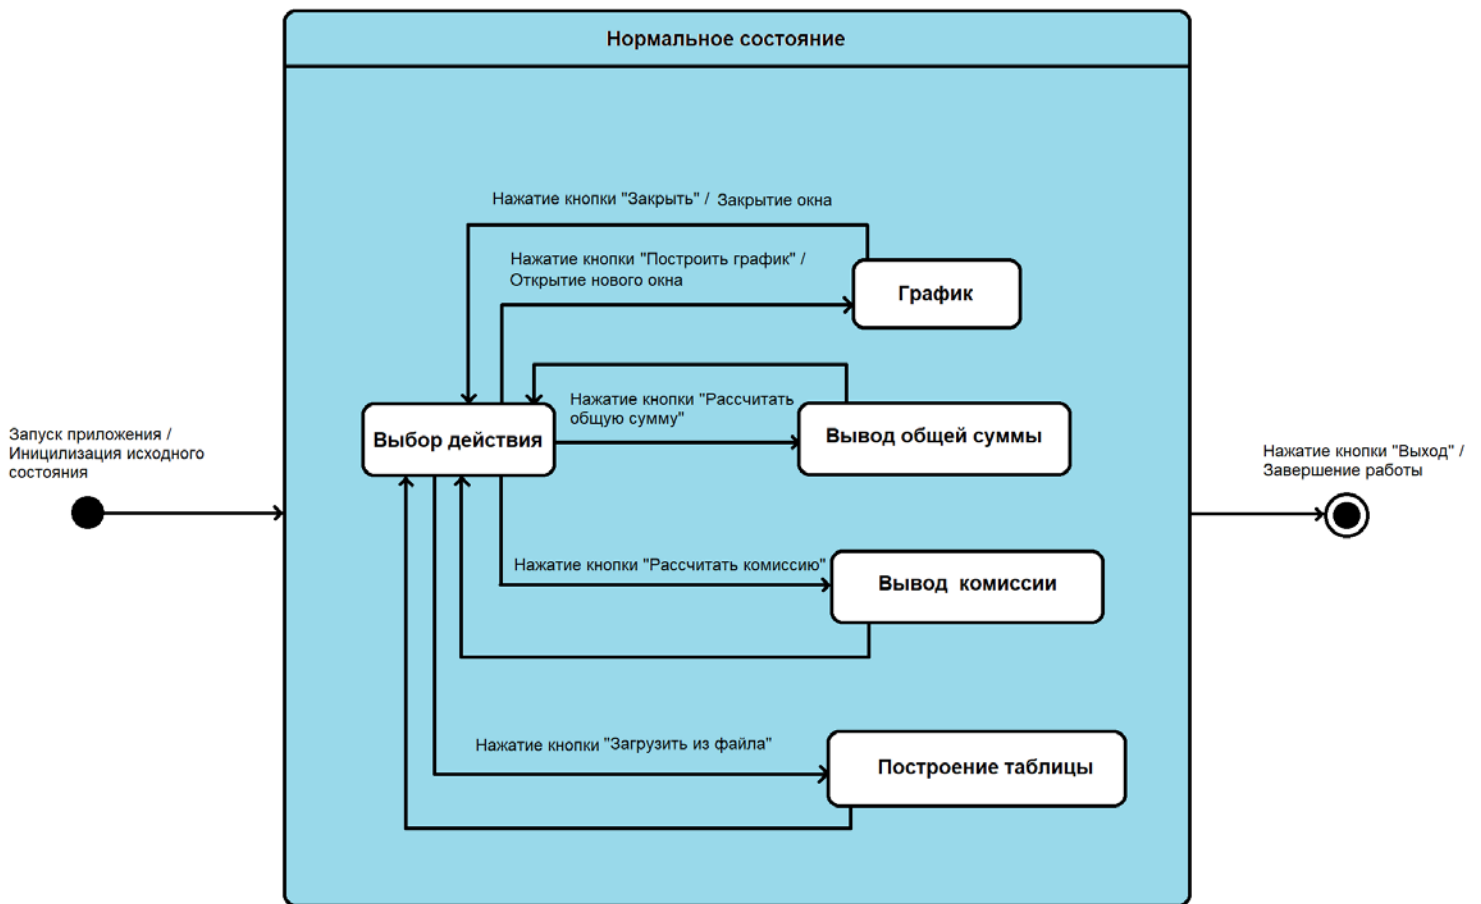 Нормальное состояние
Нажатие кнопки "Закрыть" / Закрытие окна
Нажатие кнопки "Построить график" /
Открытие нового окна
График
Нажатие кнопки "Рассчитать
общую сумму"
Выбор действия
Вывод общей суммы
Запуск приложения /
Иницилизация исходного
состояния
Нажатие кнопки "Выход" /
Завершение работы
Нажатие кнопки "Рассчитать комиссию"
Вывод комиссии
Нажатие кнопки "Загрузить из файла"
Построение таблицы